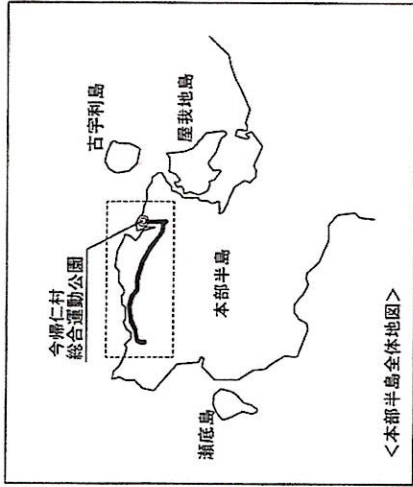 今帰仁村
総合運動公園
古宇利島
屋我地島
本部半島
瀬底島
<本部半島全体地図>